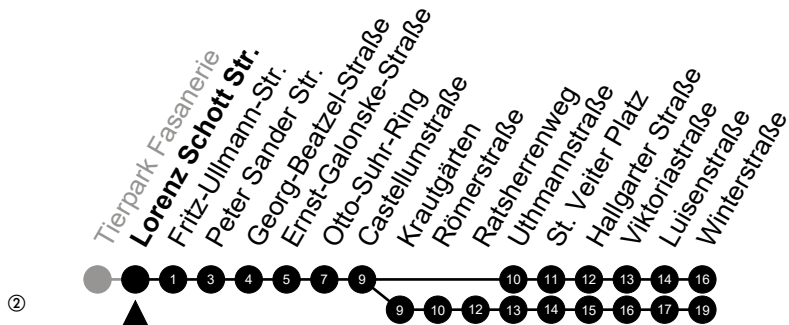 Tierpark Fasanerie
Lorenz Schott Str.
Fritz-Ullmann-Str.
Peter Sander Str.
Georg-Beatzel-Straße
Ernst-Galonske-Straße
Otto-Suhr-Ring
Castellumstraße
Krautgärten
Römerstraße
Ratsherrenweg
Uthmannstraße
St. Veiter Platz
Hallgarter Straße
Viktoriastraße
Luisenstraße
Winterstraße
1 3 4 5 7 9 10 11 12 13 14 16
② 9 10 12 13 14 15 16 17 19